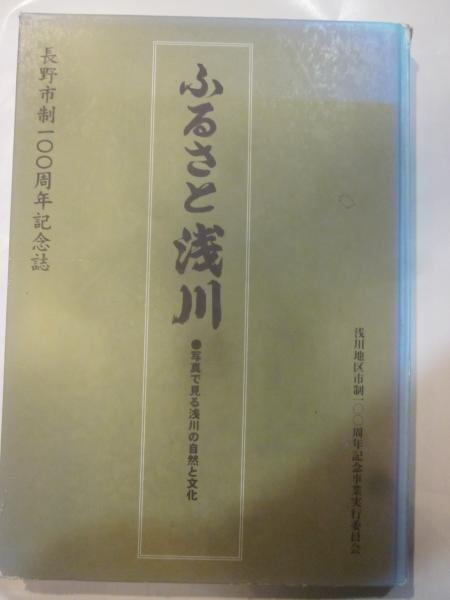 浅川地区市制一〇〇周年記念事業実行委員会
ふるさと浅川
●写真で見る浅川の自然と文化
長野市制一〇〇周年記念誌